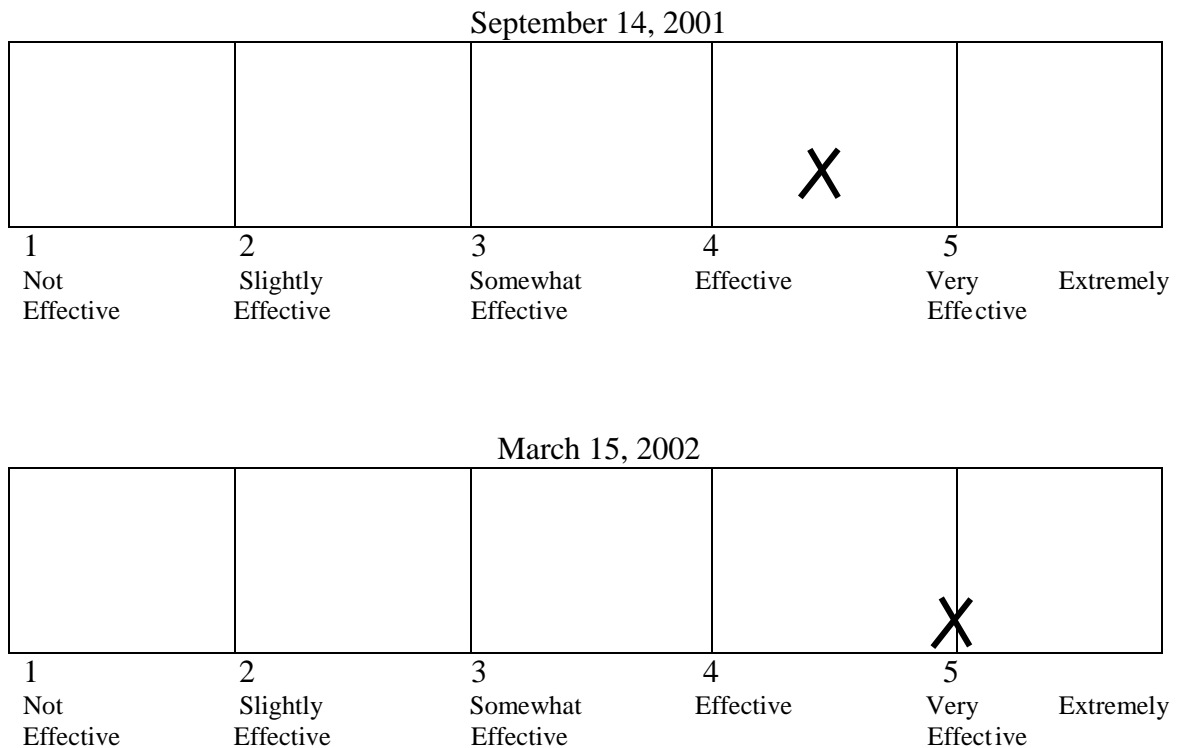 September 14, 2001
X
1 2 3 4 5
Not Slightly Somewhat Effective Very Extremely
Effective Effective Effective Effective
March 15, 2002
X
1 2 3 4 5
Not Slightly Somewhat Effective Very Extremely
Effective Effective Effective Effective